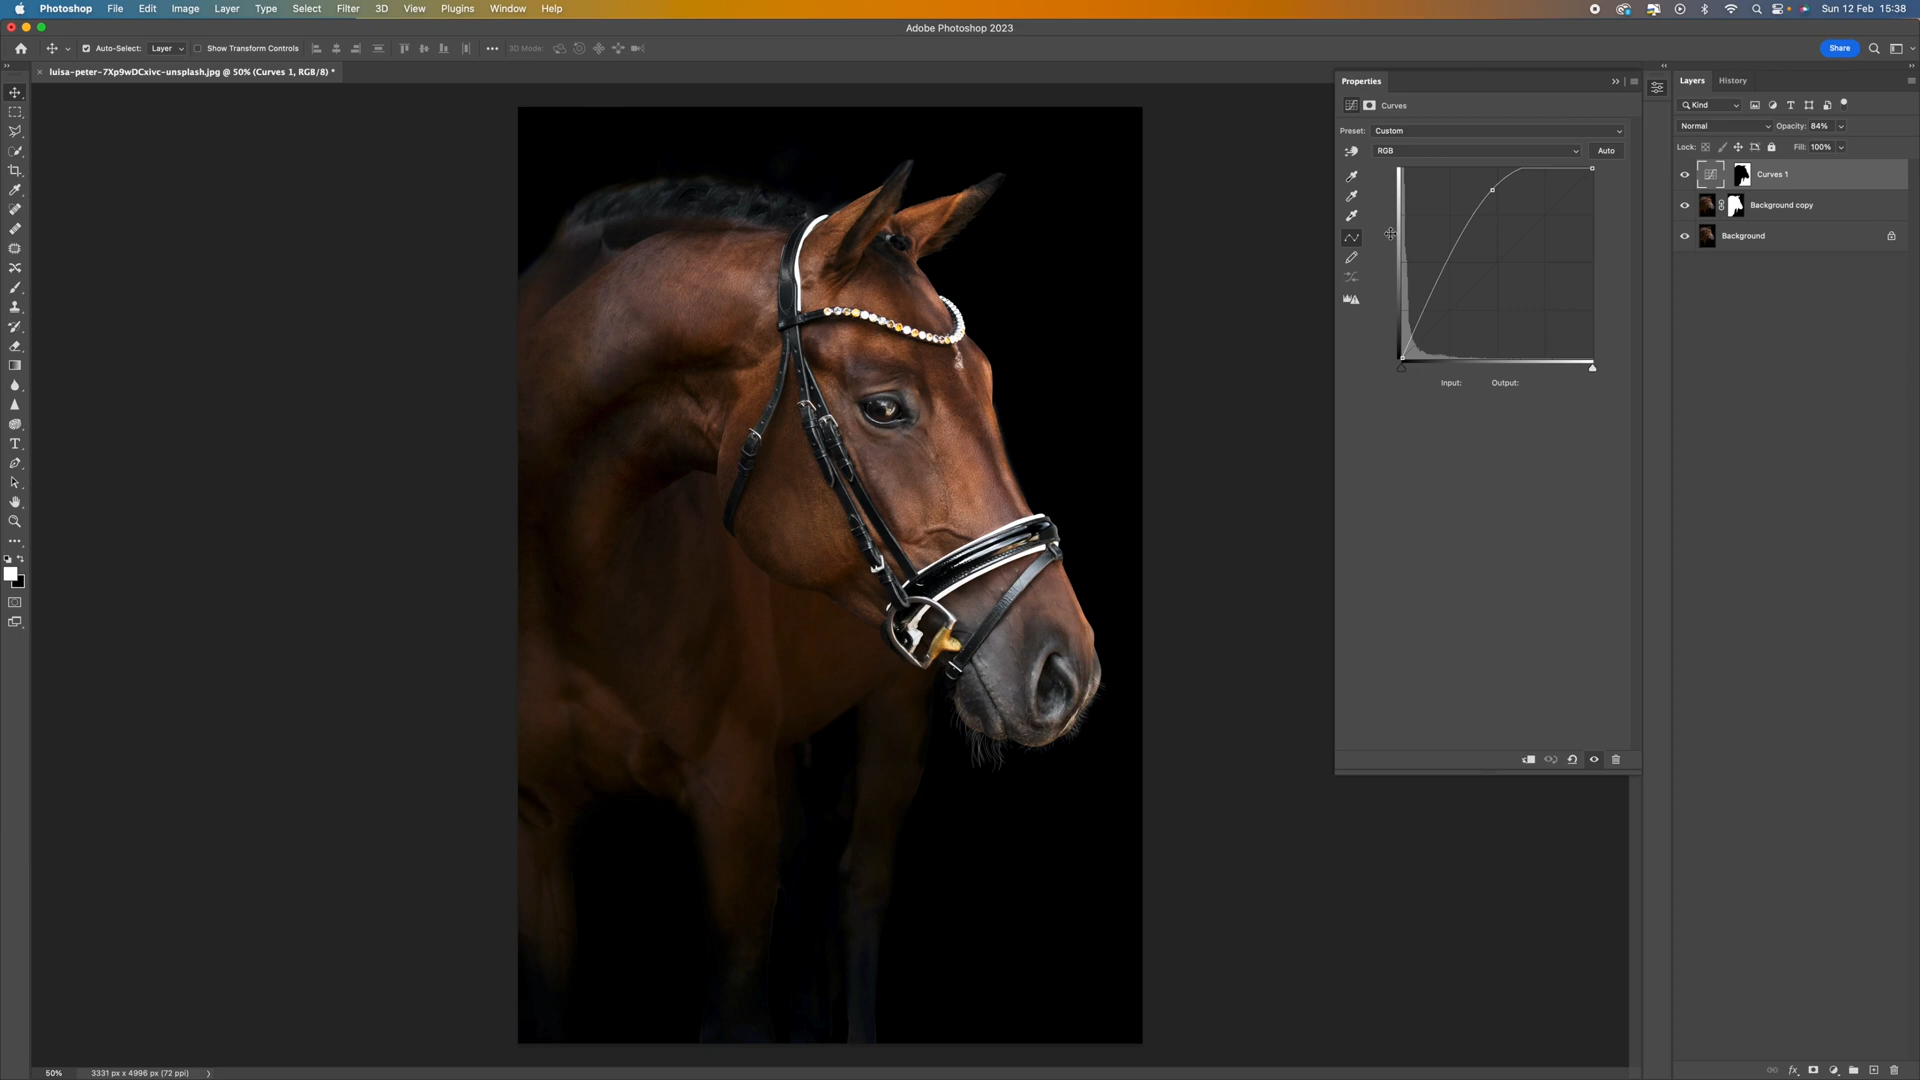 Photoshop File Edit Image Layer Type Select Filter 3D View Plugins Window Help Sun 12 Feb 15:38
Adobe Photoshop 2023
Auto-Select: Layer Show Transform Controls 3D Mode: Share
luisa-peter-7Xp9wDCxivc-unsplash.jpg @ 50% (Curves 1, RGB/8) *
Properties
Curves
Preset: Custom
RGB Auto
Input: Output:
Layers History
Kind
Normal Opacity: 84%
Lock: Fill: 100%
Curves 1
Background copy
Background
50% 3331 px x 4996 px (72 ppi)